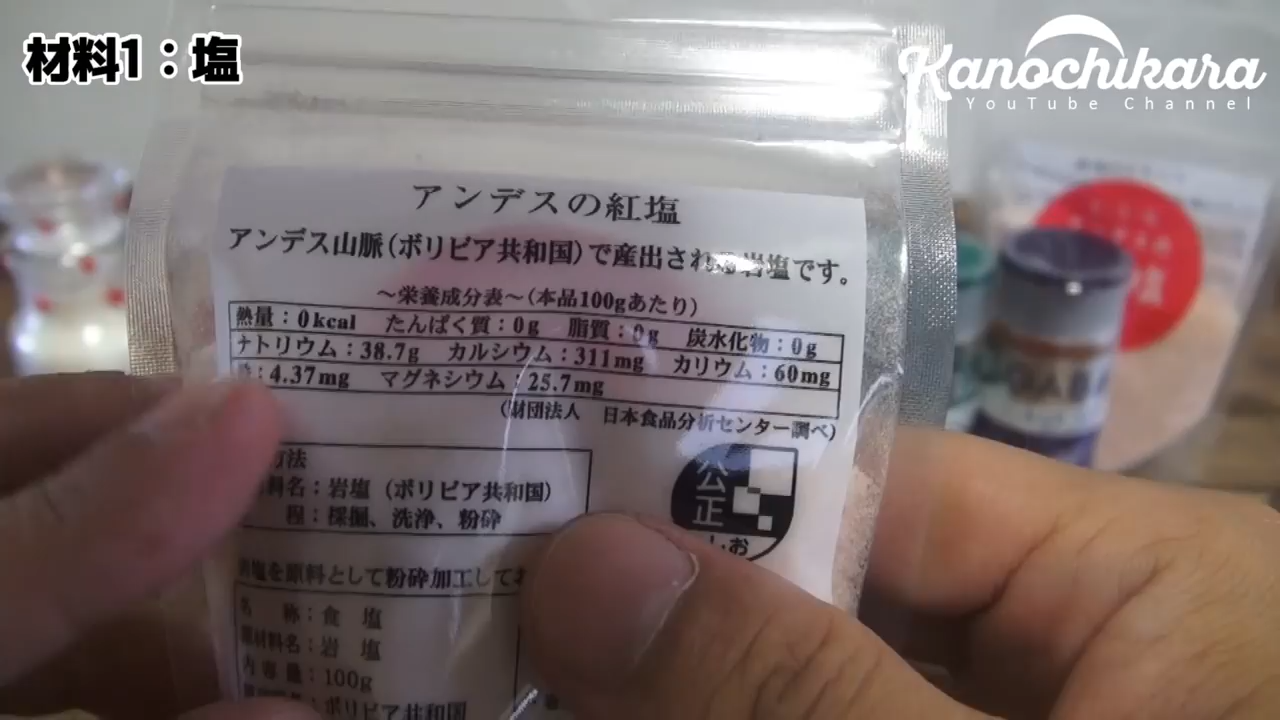 材料1：塩
Kanochikara
YouTube Channel
アンデスの紅塩
アンデス山脈(ボリビア共和国)で産出され 岩塩です。
～栄養成分表～(本品100gあたり)
熱量：0kcal たんぱく質：0g 脂質：0g 炭水化物：0g
ナトリウム：38.7g カルシウム：311mg カリウム：60mg
：4.37mg マグネシウム：25.7mg
(財団法人 日本食品分析センター調べ)
方法
料名：岩塩 (ボリビア共和国)
程：採掘、洗浄、粉砕
公正
しお
岩塩を原料として粉砕加工して
名 称：食 塩
原材料名：岩 塩
内容量：100g
ボリビア共和国
塩